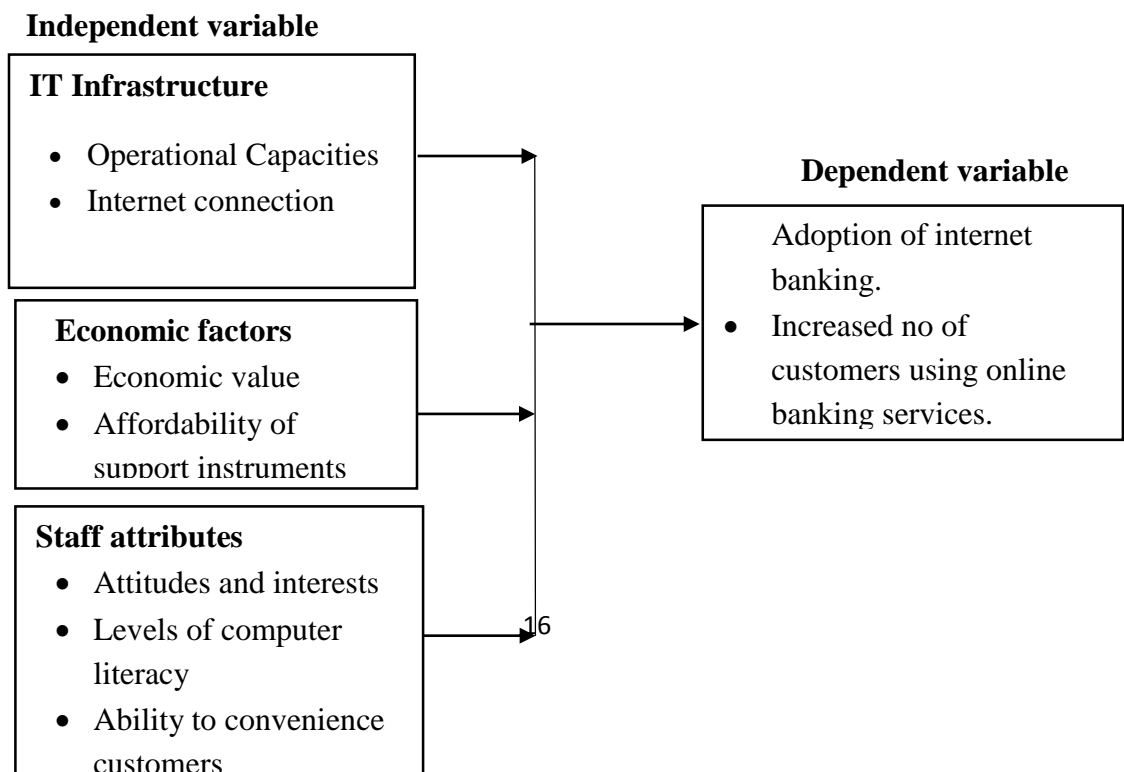 Independent variable
IT Infrastructure
• Operational Capacities
• Internet connection
Economic factors
• Economic value
• Affordability of
support instruments
Staff attributes
• Attitudes and interests
• Levels of computer
literacy
• Ability to convenience
customers
16
Dependent variable
Adoption of internet
banking.
• Increased no of
customers using online
banking services.